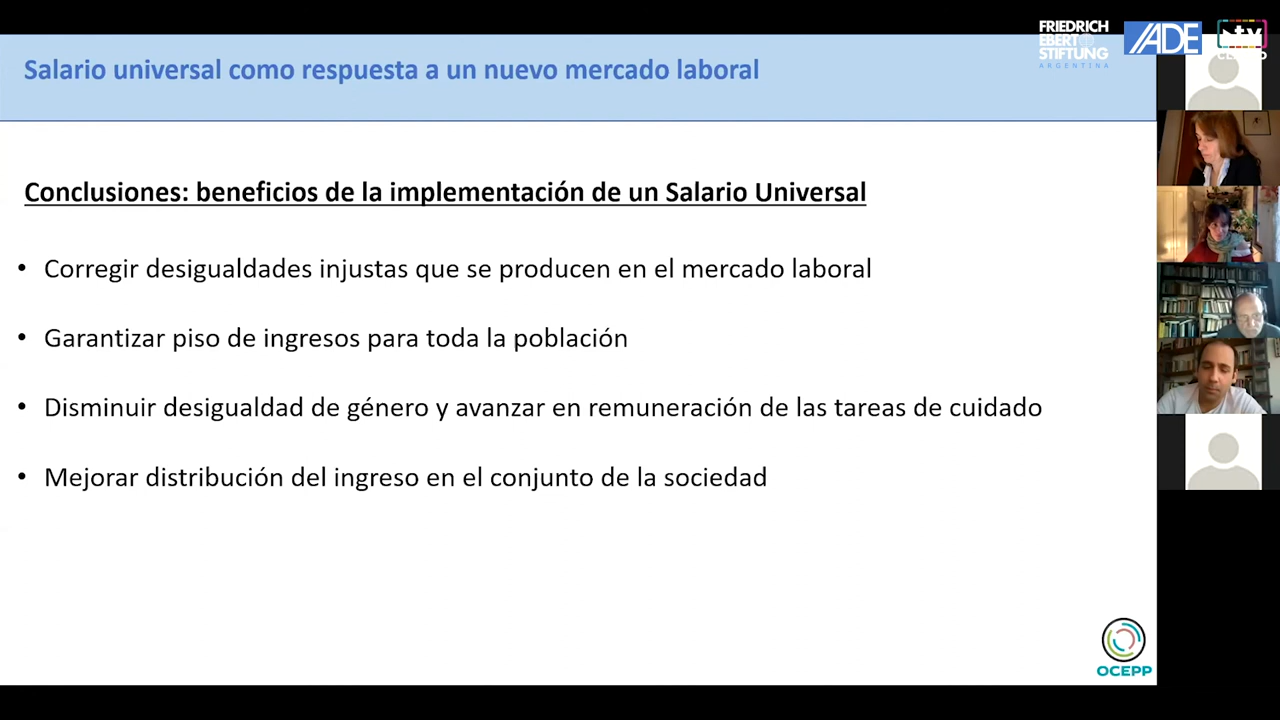 FRIEDRICH
EBERT
STIFTUNG
ARGENTINA
IADE
tv
Salario universal como respuesta a un nuevo mercado laboral
Conclusiones: beneficios de la implementación de un Salario Universal
• Corregir desigualdades injustas que se producen en el mercado laboral
• Garantizar piso de ingresos para toda la población
• Disminuir desigualdad de género y avanzar en remuneración de las tareas de cuidado
• Mejorar distribución del ingreso en el conjunto de la sociedad
OCEPP